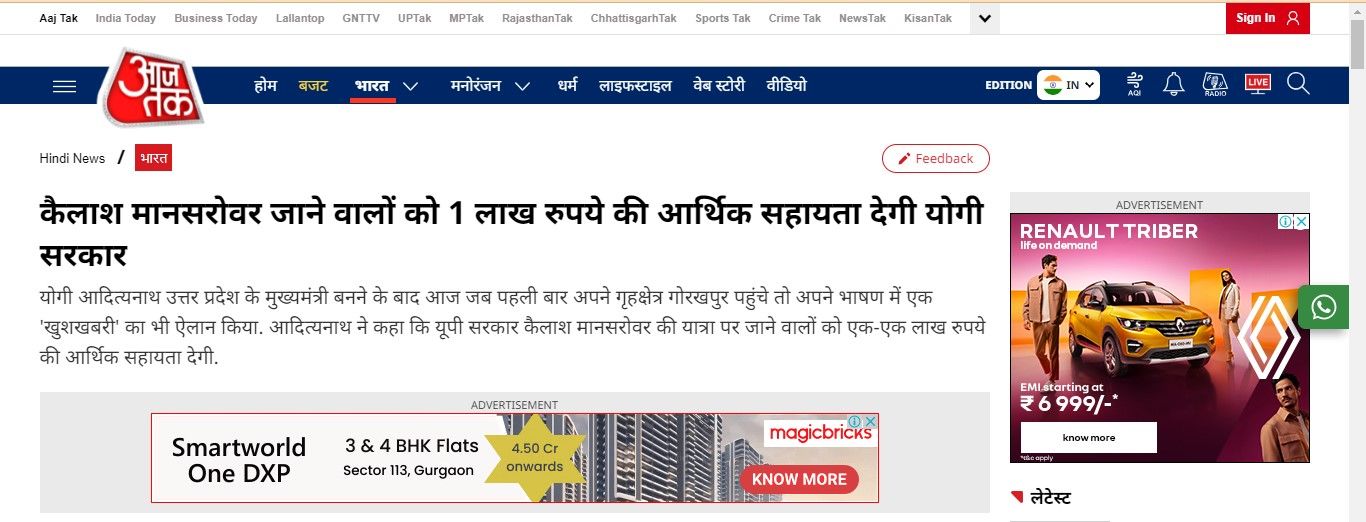 Aaj Tak India Today Business Today Lallantop GNTTV UPTak MPTak RajasthanTak ChhattisgarhTak Sports Tak Crime Tak NewsTak KisanTak Sign In
आज तक
होम बजट भारत मनोरंजन धर्म लाइफस्टाइल वेब स्टोरी वीडियो EDITION IN AQI RADIO LIVE
Hindi News / भारत Feedback
कैलाश मानसरोवर जाने वालों को 1 लाख रुपये की आर्थिक सहायता देगी योगी
सरकार
योगी आदित्यनाथ उत्तर प्रदेश के मुख्यमंत्री बनने के बाद आज जब पहली बार अपने गृहक्षेत्र गोरखपुर पहुंचे तो अपने भाषण में एक
'खुशखबरी' का भी ऐलान किया. आदित्यनाथ ने कहा कि यूपी सरकार कैलाश मानसरोवर की यात्रा पर जाने वालों को एक-एक लाख रुपये
की आर्थिक सहायता देगी.
ADVERTISEMENT
Smartworld
One DXP
3 & 4 BHK Flats
Sector 113, Gurgaon
4.50 Cr
onwards
magicbricks
KNOW MORE
ADVERTISEMENT
RENAULT TRIBER
life on demand
EMI starting at
₹ 6 999/-*
know more
*t&c apply
लेटेस्ट